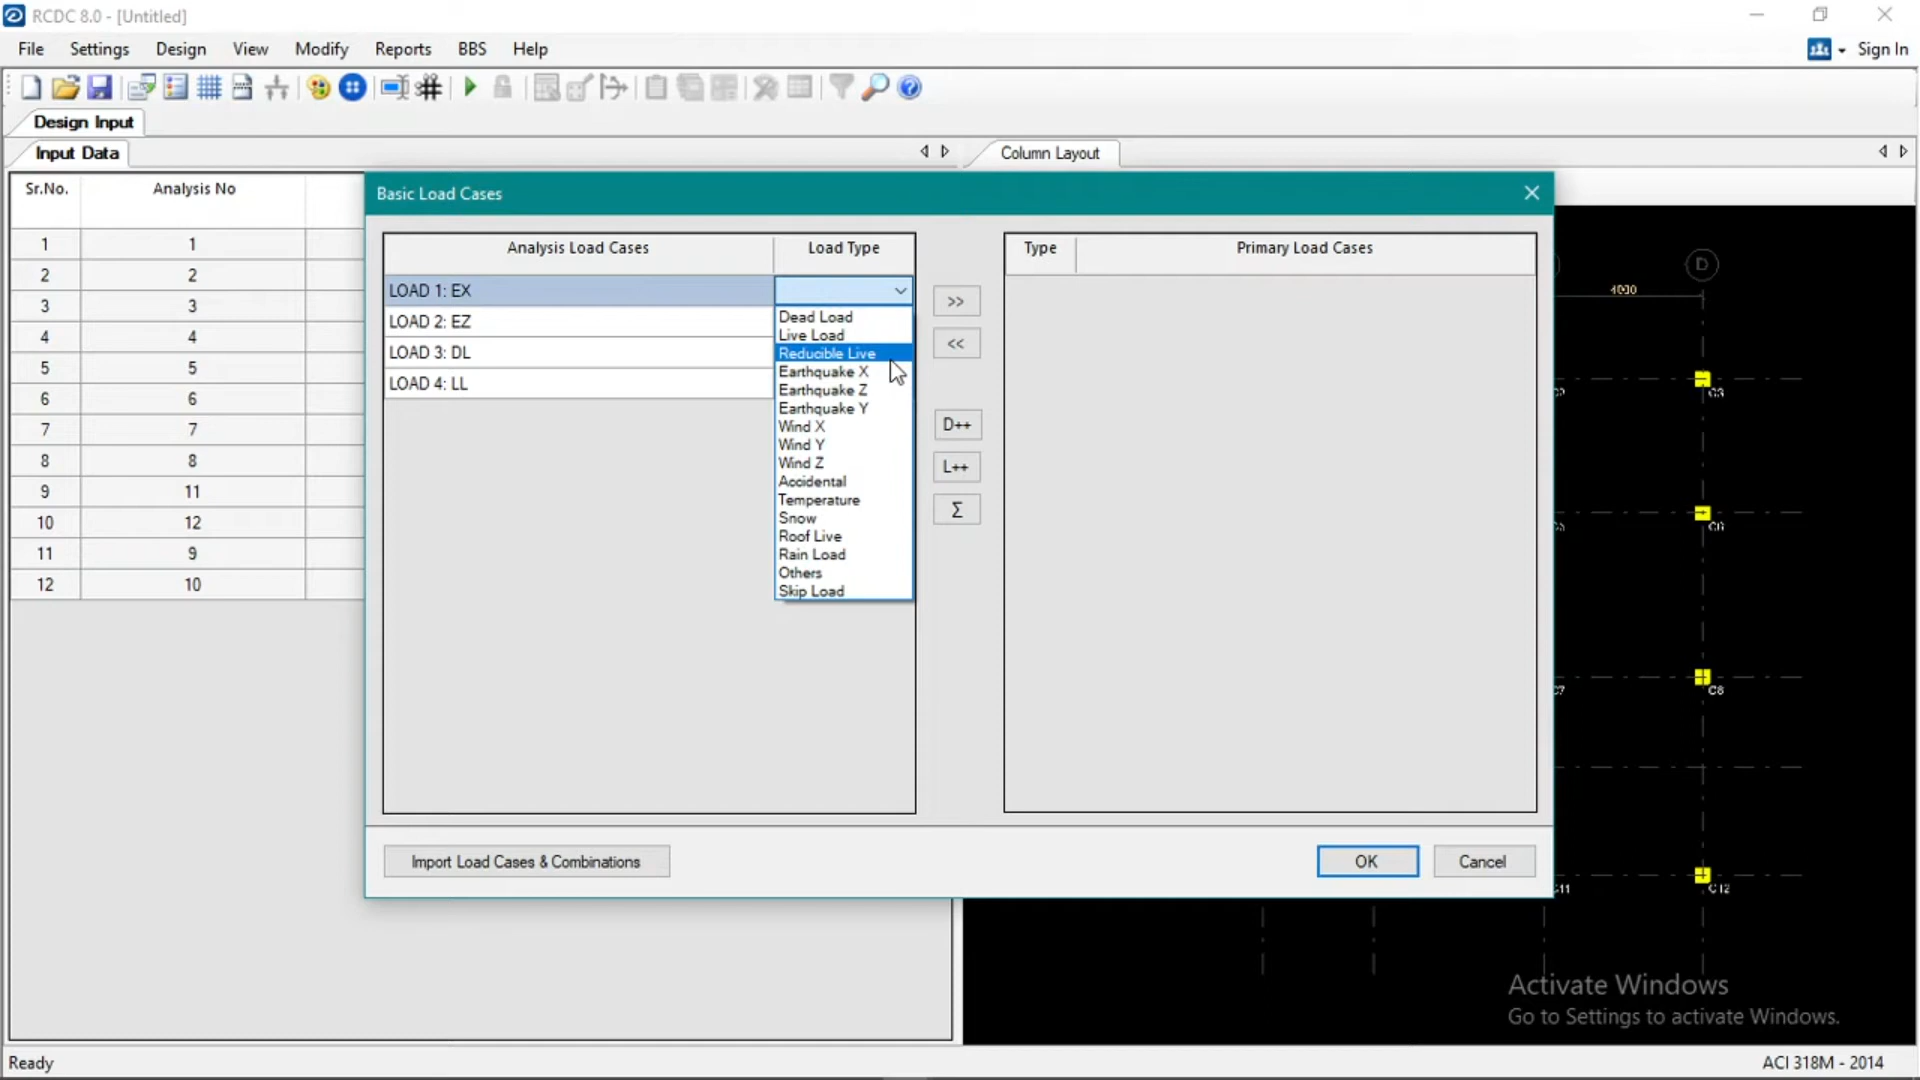 RCDC 8.0 - [Untitled]
File Settings Design View Modify Reports BBS Help
Sign In
Design Input
Input Data
Column Layout
Sr.No. Analysis No
1 1
2 2
3 3
4 4
5 5
6 6
7 7
8 8
9 11
10 12
11 9
12 10
Basic Load Cases
Analysis Load Cases Load Type
LOAD 1: EX
LOAD 2: EZ
LOAD 3: DL
LOAD 4: LL
Dead Load
Live Load
Reducible Live
Earthquake X
Earthquake Z
Earthquake Y
Wind X
Wind Y
Wind Z
Accidental
Temperature
Snow
Roof Live
Rain Load
Others
Skip Load
>>
<<
D++
L++
Σ
Type Primary Load Cases
Import Load Cases & Combinations
OK
Cancel
D
C3
C6
C8
C12
Activate Windows
Go to Settings to activate Windows.
Ready
ACI 318M - 2014